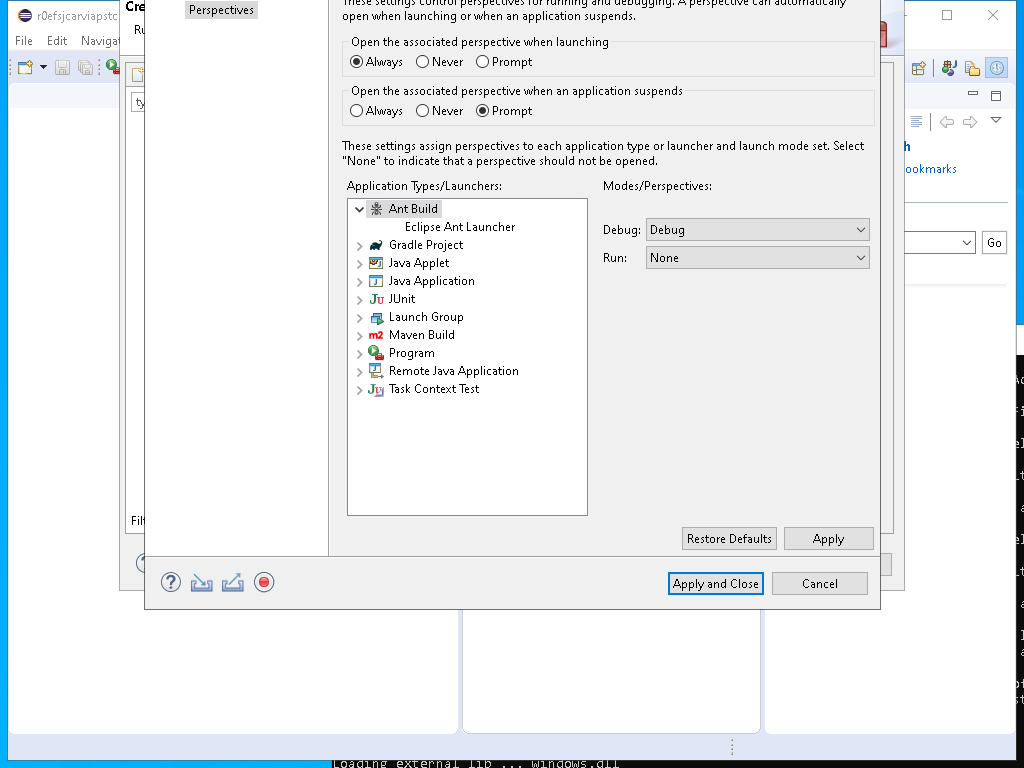 r0efsjcarviapstc
File Edit Navigat
Cre
Ru
ty
Filt
Perspectives
These settings control perspectives for running and debugging. A perspective can automatically
open when launching or when an application suspends.
Open the associated perspective when launching
Always Never Prompt
Open the associated perspective when an application suspends
Always Never Prompt
These settings assign perspectives to each application type or launcher and launch mode set. Select
"None" to indicate that a perspective should not be opened.
Application Types/Launchers:
Modes/Perspectives:
Ant Build
Eclipse Ant Launcher
Gradle Project
Java Applet
Java Application
JUnit
Launch Group
Maven Build
Program
Remote Java Application
Task Context Test
Debug: Debug
Run: None
Restore Defaults Apply
Apply and Close Cancel
h
ookmarks
Go
Loading external lib ... Windows.dll